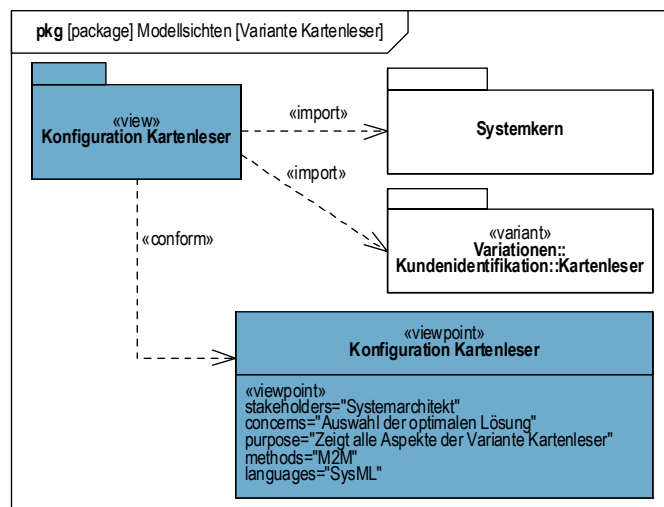 pkg [package] Modellsichten [Variante Kartenleser]
«view»
Konfiguration Kartenleser
«import»
Systemkern
«import»
«conform»
«variant»
Variationen::
Kundenidentifikation::Kartenleser
«viewpoint»
Konfiguration Kartenleser
«viewpoint»
stakeholders="Systemarchitekt"
concerns="Auswahl der optimalen Lösung"
purpose="Zeigt alle Aspekte der Variante Kartenleser"
methods="M2M"
languages="SysML"